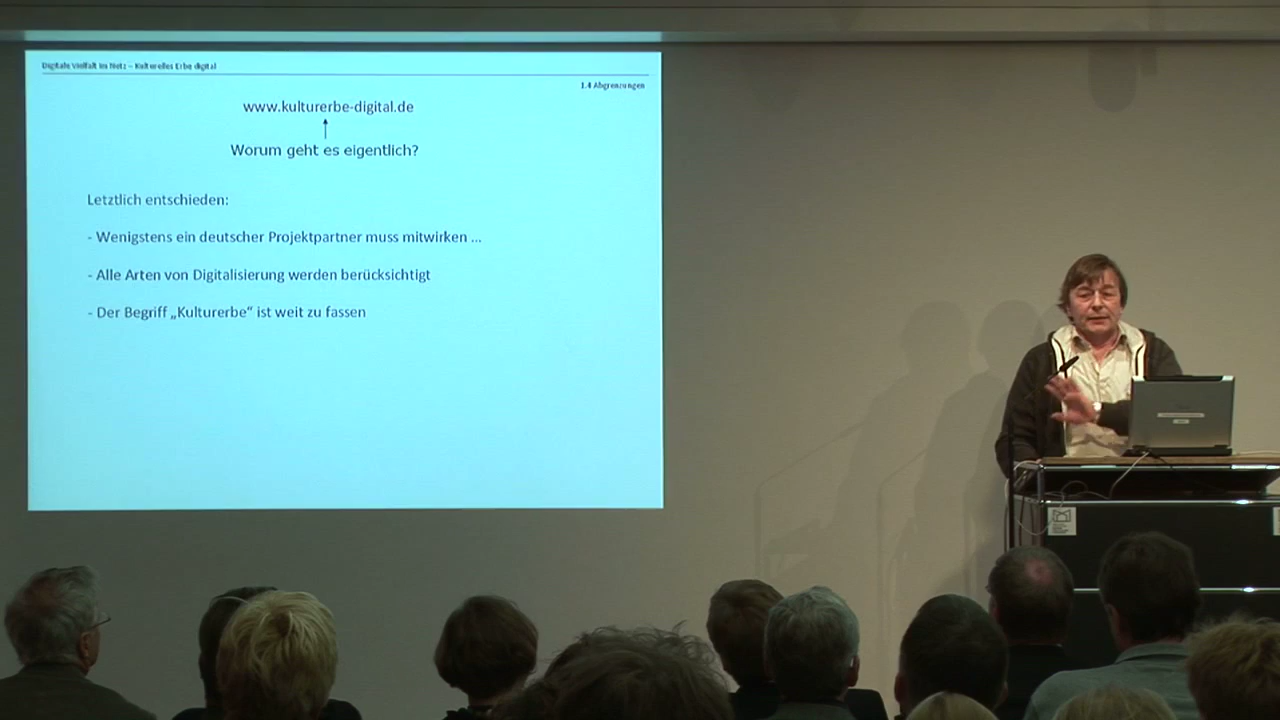 Digitale Vielfalt im Netz – Kulturelles Erbe digital
1.4 Abgrenzungen
www.kulturerbe-digital.de
Worum geht es eigentlich?
Letztlich entschieden:
- Wenigstens ein deutscher Projektpartner muss mitwirken ...
- Alle Arten von Digitalisierung werden berücksichtigt
- Der Begriff „Kulturerbe“ ist weit zu fassen